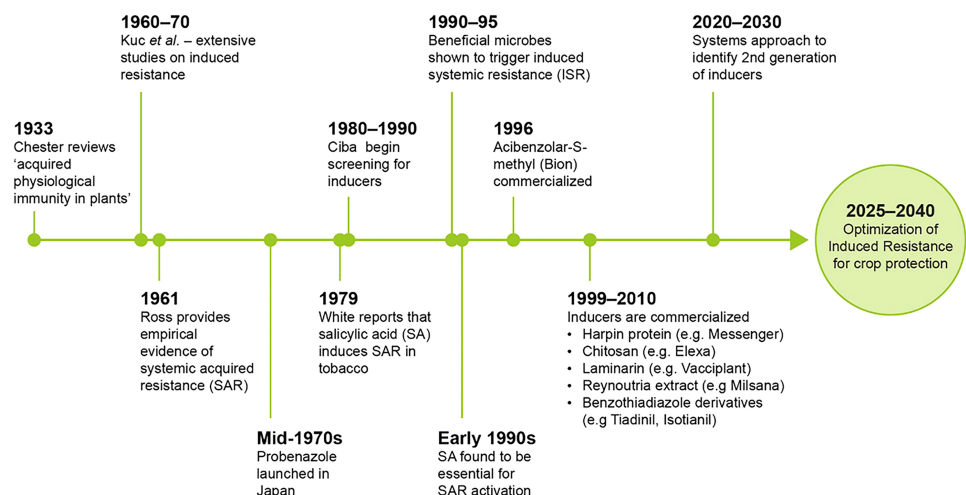 1933
Chester reviews
‘acquired
physiological
immunity in plants’
1960–70
Kuc et al. – extensive
studies on induced
resistance
1961
Ross provides
empirical
evidence of
systemic acquired
resistance (SAR)
Mid-1970s
Probenazole
launched in
Japan
1979
White reports that
salicylic acid (SA)
induces SAR in
tobacco
1980–1990
Ciba begin
screening for
inducers
1990–95
Beneficial microbes
shown to trigger induced
systemic resistance (ISR)
Early 1990s
SA found to be
essential for
SAR activation
1996
Acibenzolar-S-
methyl (Bion)
commercialized
1999–2010
Inducers are commercialized
• Harpin protein (e.g. Messenger)
• Chitosan (e.g. Elexa)
• Laminarin (e.g. Vacciplant)
• Reynoutria extract (e.g Milsana)
• Benzothiadiazole derivatives
(e.g Tiadinil, Isotianil)
2020–2030
Systems approach to
identify 2nd generation
of inducers
2025–2040
Optimization of
Induced Resistance
for crop protection